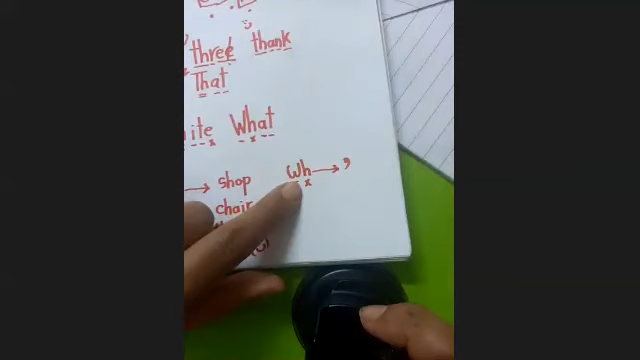 three thank
That
ite What
→ shop Wh → و
chair